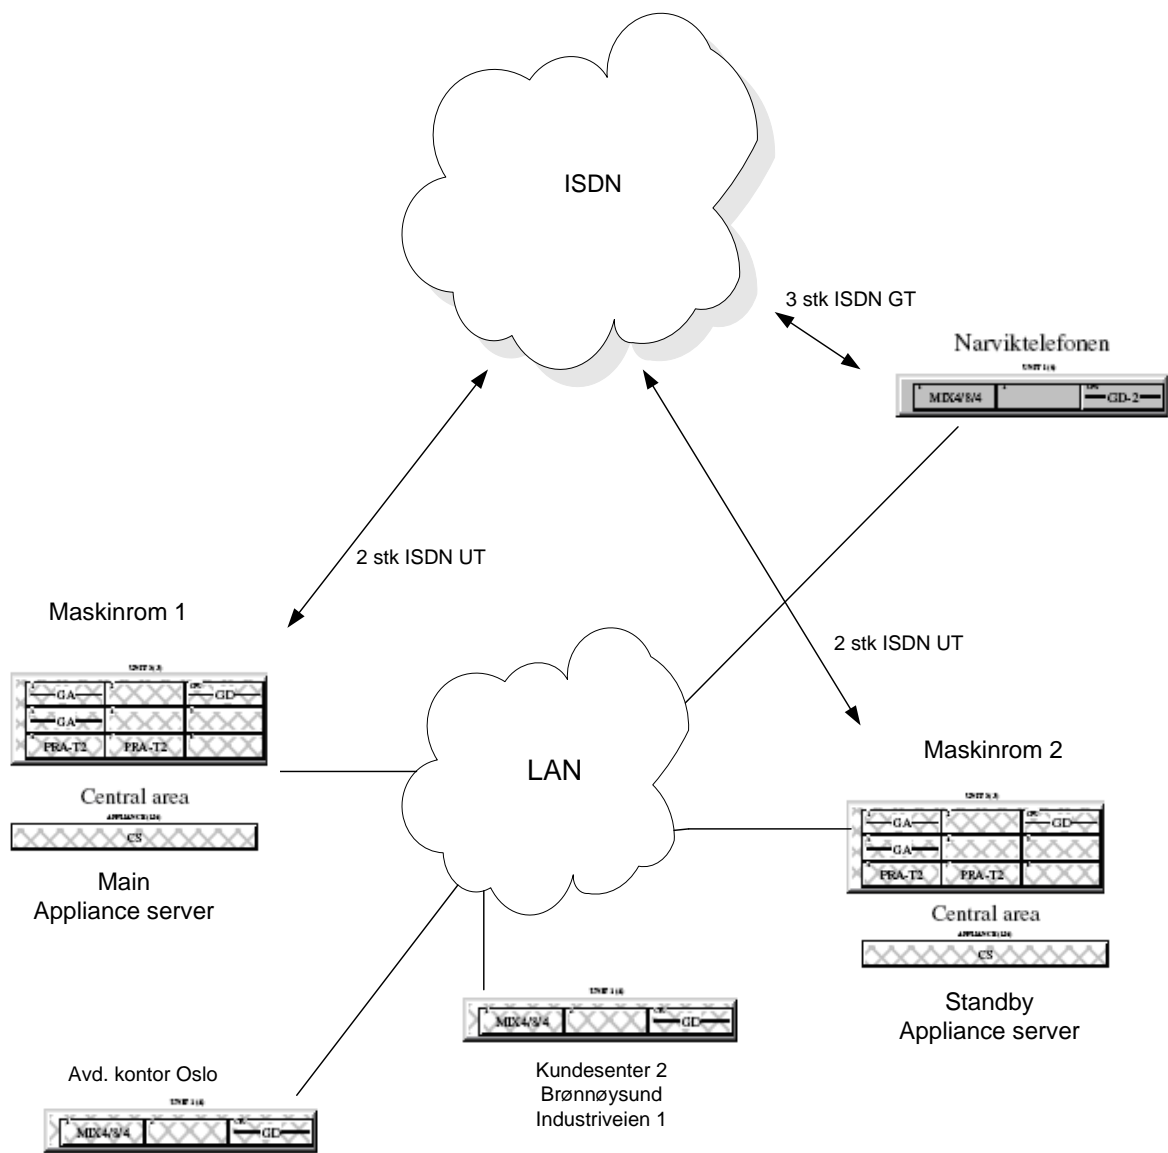 ISDN
3 stk ISDN GT
Narviktelefonen
MIX4/8/4
GD-2
2 stk ISDN UT
Maskinrom 1
GA
GD
GA
PRA-T2 PRA-T2
Central area
CS
Main
Appliance server
2 stk ISDN UT
LAN
Maskinrom 2
GA
GD
GA
PRA-T2 PRA-T2
Central area
CS
Standby
Appliance server
MIX4/8/4
GD
Kundesenter 2
Brønnøysund
Industriveien 1
Avd. kontor Oslo
MIX4/8/4
GD